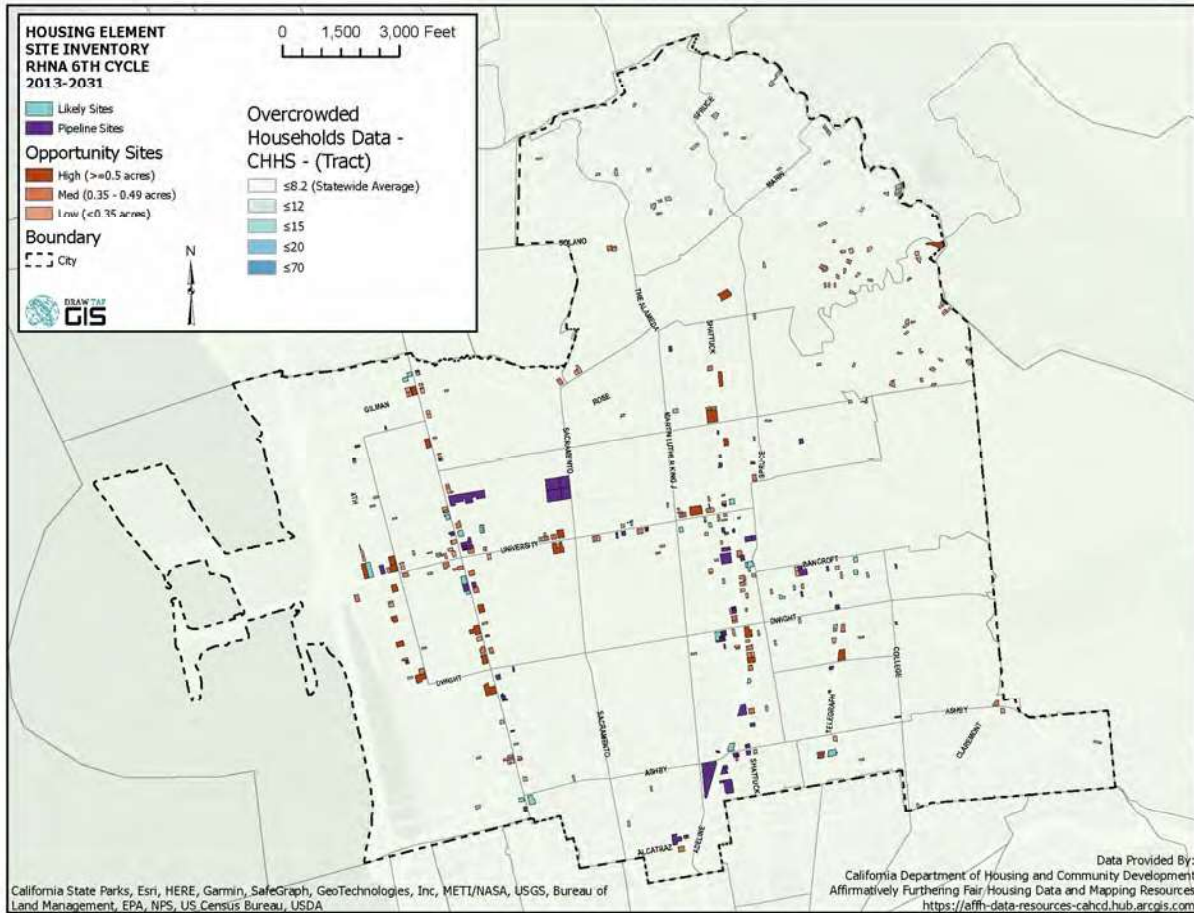 HOUSING ELEMENT
SITE INVENTORY
RHNA 6TH CYCLE
2013-2031
Likely Sites
Pipeline Sites
Opportunity Sites
High (>=0.5 acres)
Med (0.35 - 0.49 acres)
Low (<0.35 acres)
Boundary
City
DRAW TAP
GIS
0 1,500 3,000 Feet
Overcrowded
Households Data -
CHHS - (Tract)
≤8.2 (Statewide Average)
≤12
≤15
≤20
≤70
N
SPRUCE
MARIN
SOLANO
THE ALAMEDA
SHATTUCK
GILMAN
ROSE
SACRAMENTO
MARTIN LUTHER KING J
SPRUCE
6TH
UNIVERSITY
BANCROFT
DWIGHT
DWIGHT
COLLEGE
SACRAMENTO
TELEGRAPH
ASHBY
CLAREMONT
ASHBY
SHATTUCK
ADELINE
ALCATRAZ
California State Parks, Esri, HERE, Garmin, SafeGraph, GeoTechnologies, Inc, METI/NASA, USGS, Bureau of
Land Management, EPA, NPS, US Census Bureau, USDA
Data Provided By:
California Department of Housing and Community Development
Affirmatively Furthering Fair Housing Data and Mapping Resources
https://affh-data-resources-cahcd.hub.arcgis.com